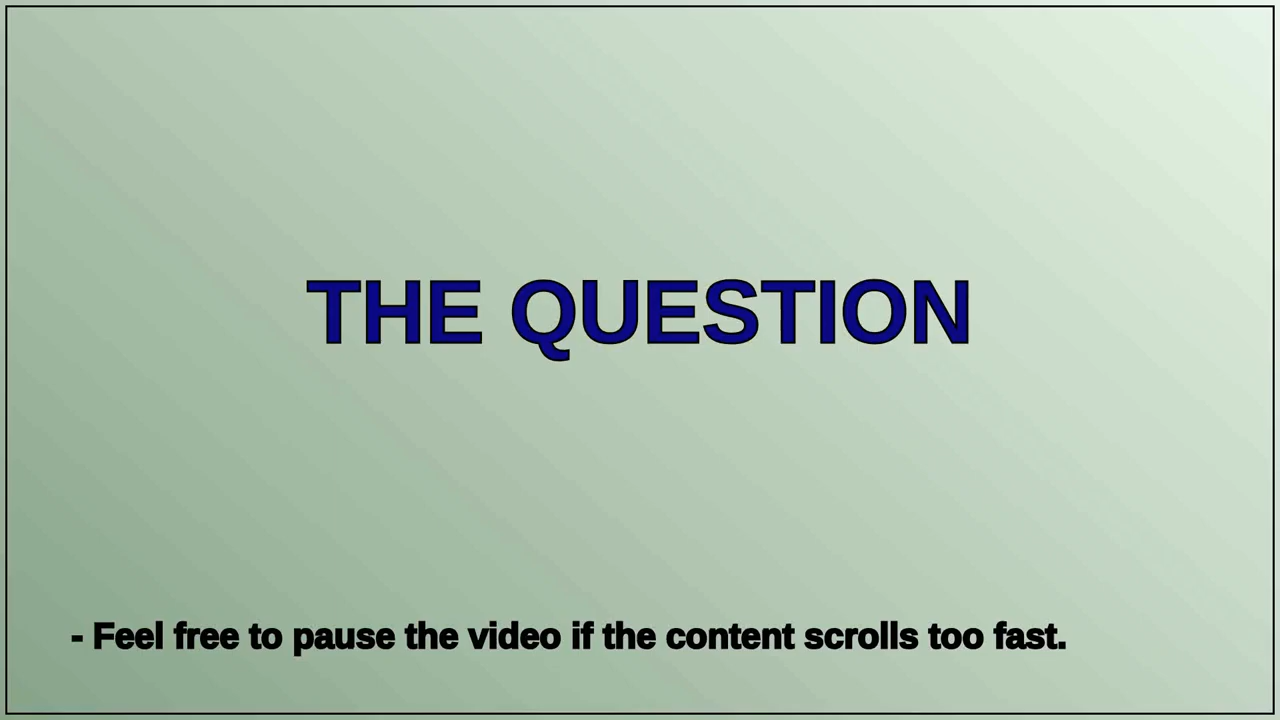 THE QUESTION
- Feel free to pause the video if the content scrolls too fast.